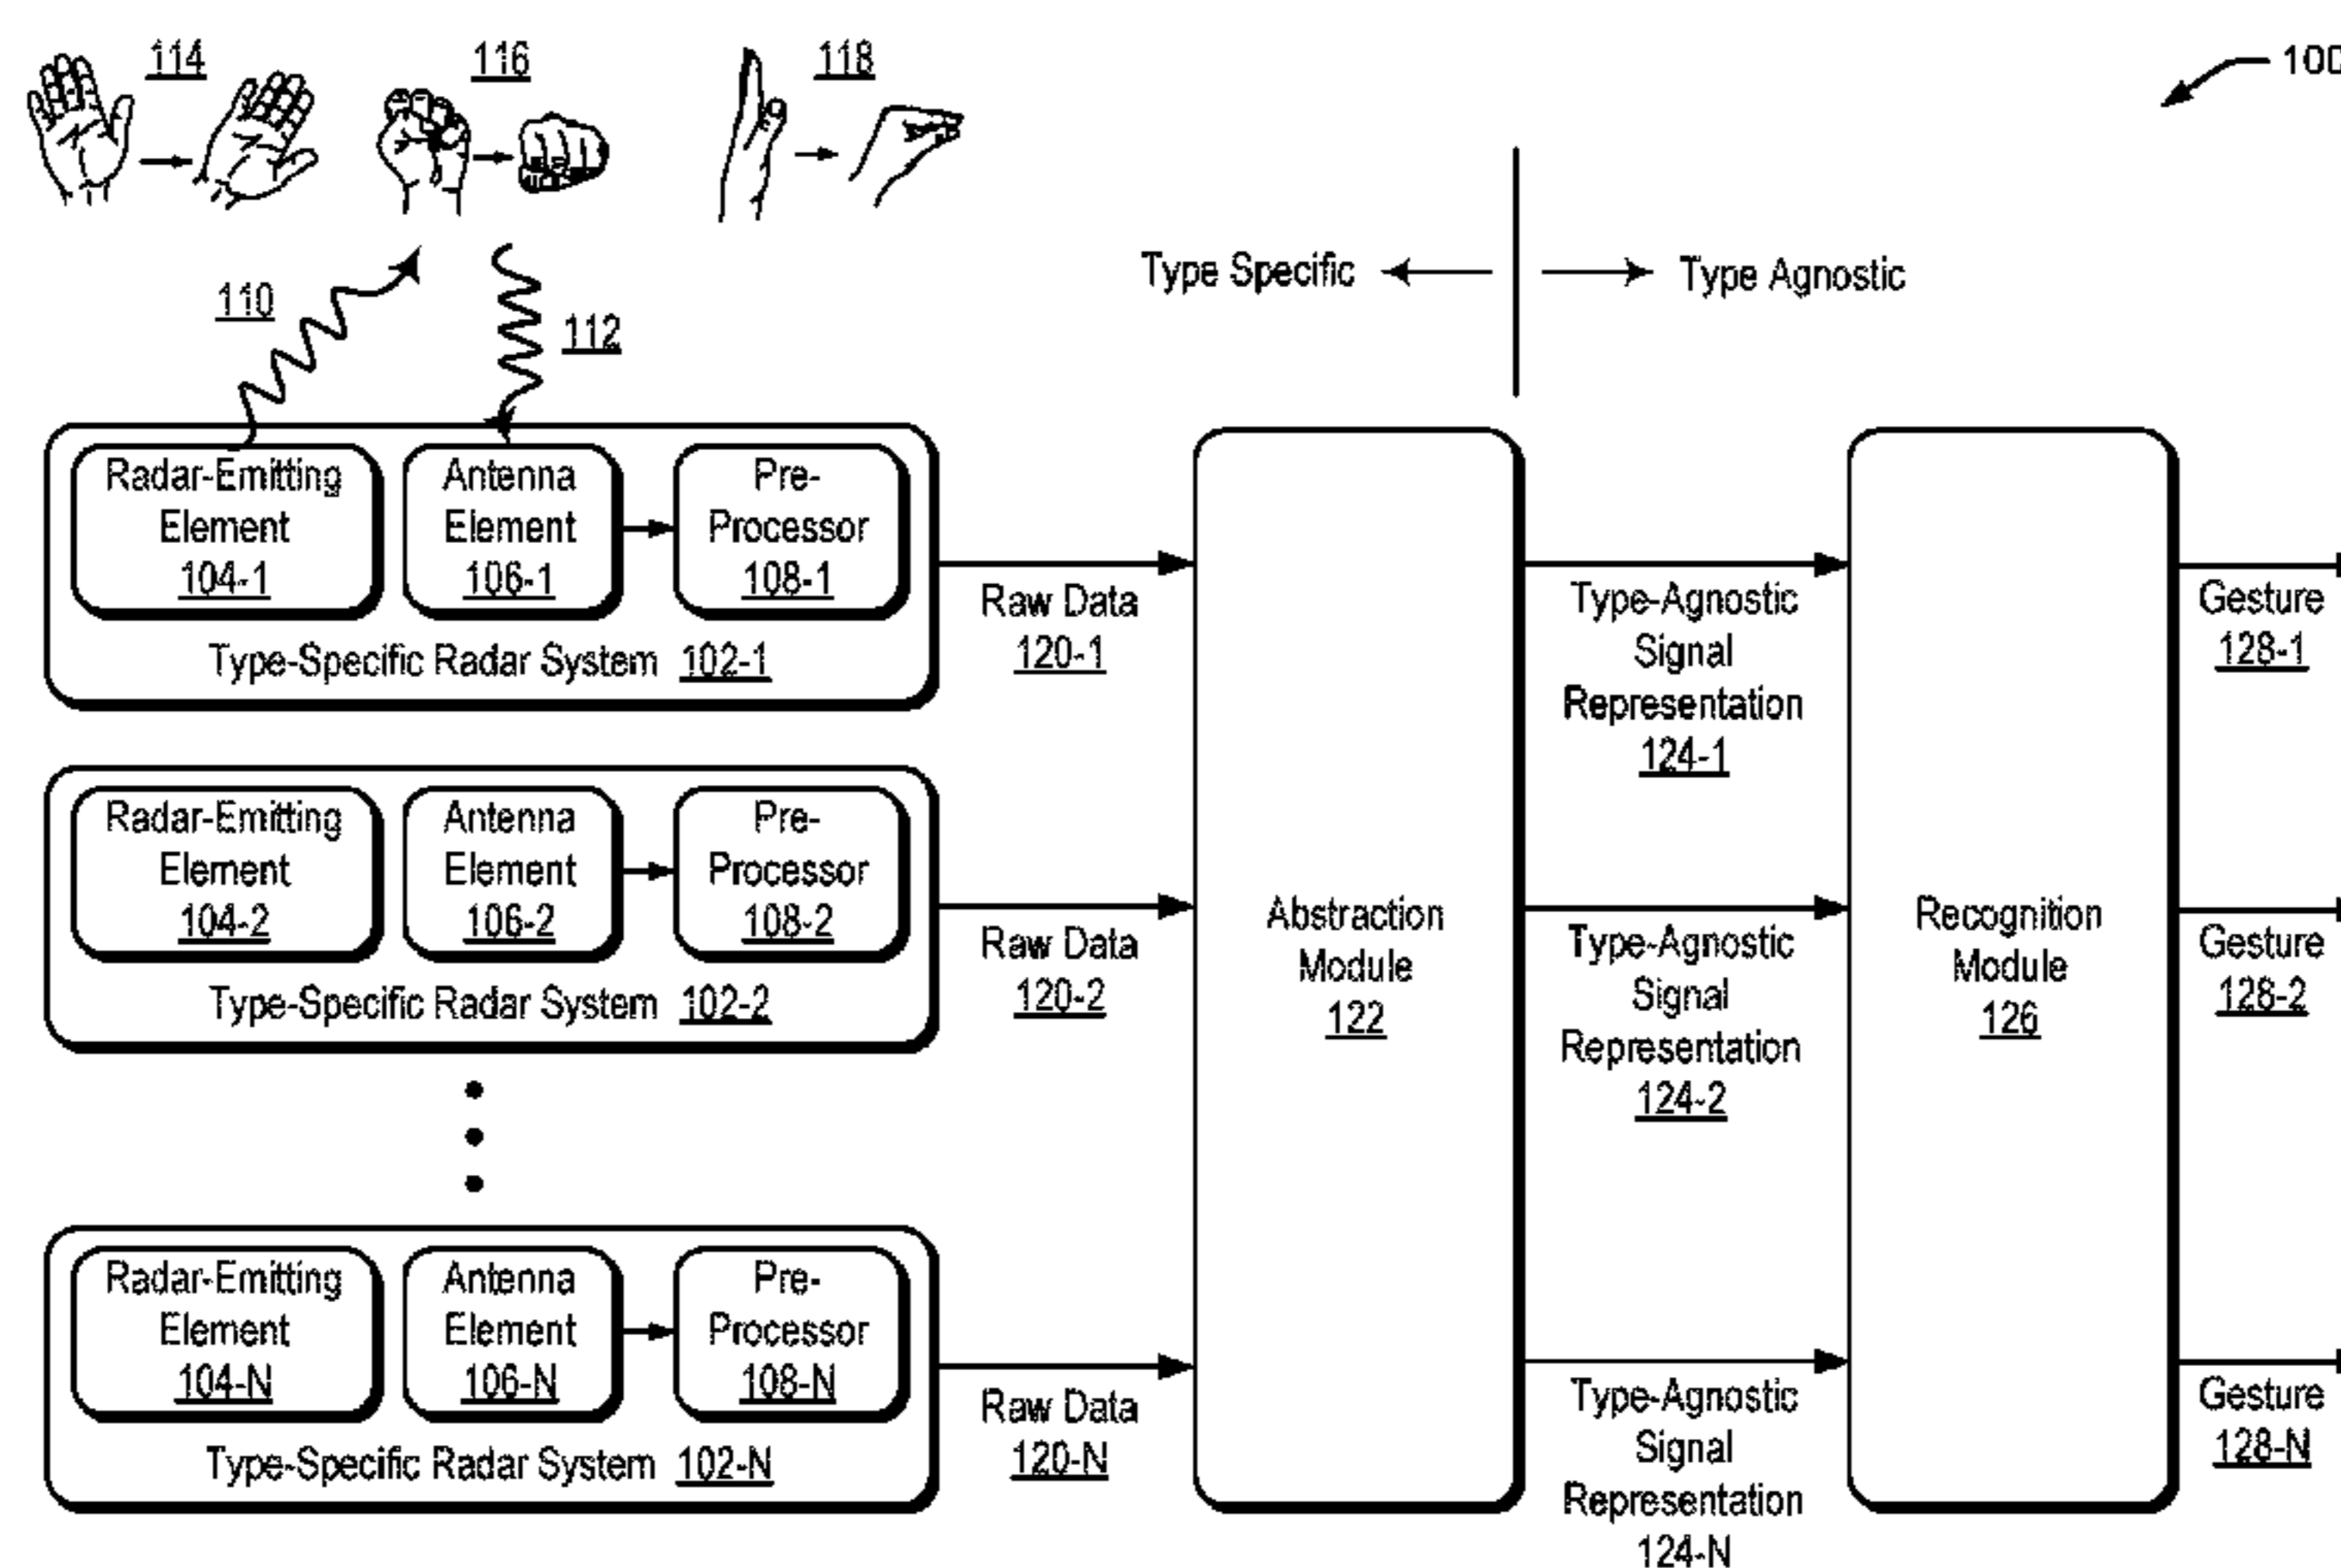 114
116
118
100
110
112
Type Specific
Type Agnostic
Radar-Emitting
Element
104-1
Antenna
Element
106-1
Pre-
Processor
108-1
Type-Specific Radar System 102-1
Raw Data
120-1
Type-Agnostic
Signal
Representation
124-1
Gesture
128-1
Radar-Emitting
Element
104-2
Antenna
Element
106-2
Pre-
Processor
108-2
Type-Specific Radar System 102-2
Raw Data
120-2
Abstraction
Module
122
Type-Agnostic
Signal
Representation
124-2
Recognition
Module
126
Gesture
128-2
Radar-Emitting
Element
104-N
Antenna
Element
106-N
Pre-
Processor
108-N
Type-Specific Radar System 102-N
Raw Data
120-N
Type-Agnostic
Signal
Representation
124-N
Gesture
128-N